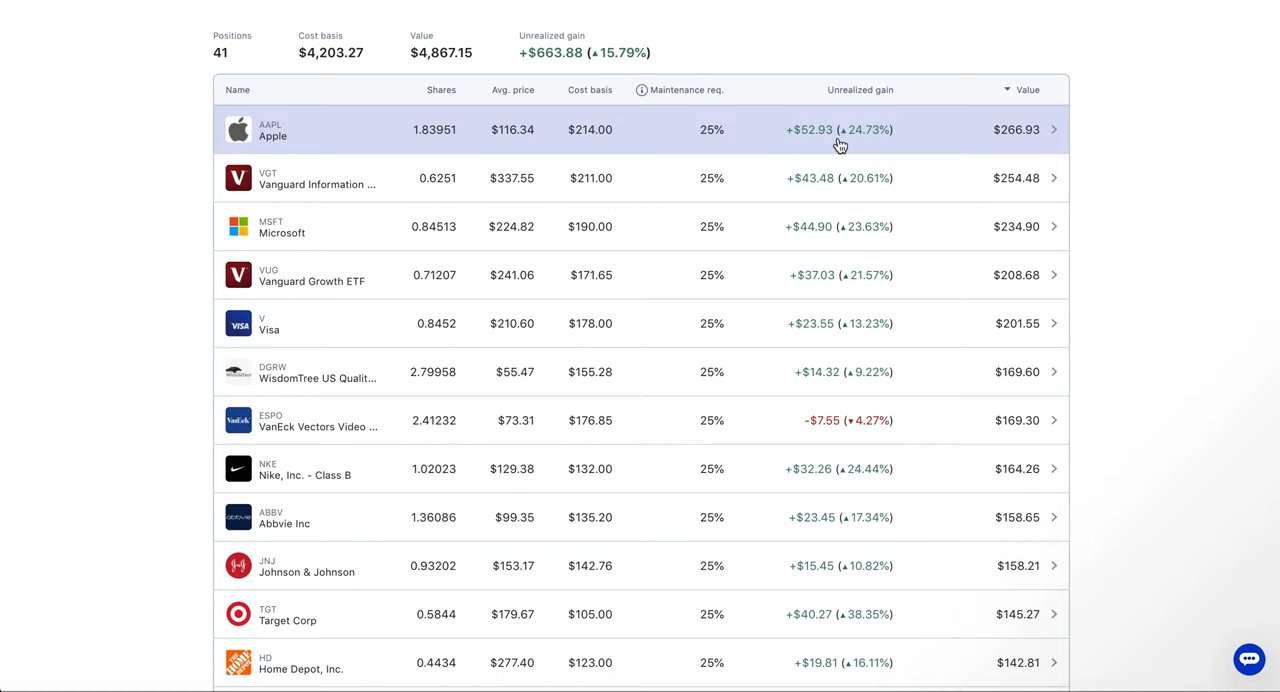 Positions Cost basis Value Unrealized gain
41 $4,203.27 $4,867.15 +$663.88 (▲15.79%)
Name Shares Avg. price Cost basis Maintenance req. Unrealized gain Value
AAPL
Apple 1.83951 $116.34 $214.00 25% +$52.93 (▲24.73%) $266.93
VGT
Vanguard Information ... 0.6251 $337.55 $211.00 25% +$43.48 (▲20.61%) $254.48
MSFT
Microsoft 0.84513 $224.82 $190.00 25% +$44.90 (▲23.63%) $234.90
VUG
Vanguard Growth ETF 0.71207 $241.06 $171.65 25% +$37.03 (▲21.57%) $208.68
VISA
V
Visa 0.8452 $210.60 $178.00 25% +$23.55 (▲13.23%) $201.55
DGRW
WisdomTree US Qualit... 2.79958 $55.47 $155.28 25% +$14.32 (▲9.22%) $169.60
VanEck
ESPO
VanEck Vectors Video ... 2.41232 $73.31 $176.85 25% -$7.55 (▼4.27%) $169.30
NKE
Nike, Inc. - Class B 1.02023 $129.38 $132.00 25% +$32.26 (▲24.44%) $164.26
abbvie
ABBV
Abbvie Inc 1.36086 $99.35 $135.20 25% +$23.45 (▲17.34%) $158.65
JNJ
Johnson & Johnson 0.93202 $153.17 $142.76 25% +$15.45 (▲10.82%) $158.21
TGT
Target Corp 0.5844 $179.67 $105.00 25% +$40.27 (▲38.35%) $145.27
HD
Home Depot, Inc. 0.4434 $277.40 $123.00 25% +$19.81 (▲16.11%) $142.81